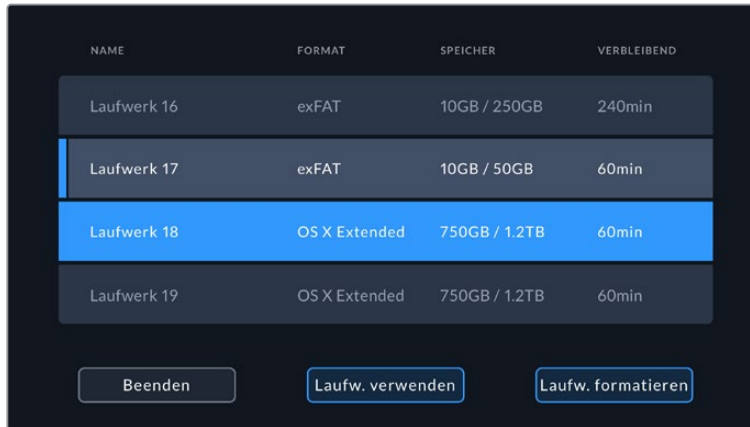 NAME FORMAT SPEICHER VERBLEIBEND
Laufwerk 16 exFAT 10GB / 250GB 240min
Laufwerk 17 exFAT 10GB / 50GB 60min
Laufwerk 18 OS X Extended 750GB / 1.2TB 60min
Laufwerk 19 OS X Extended 750GB / 1.2TB 60min
Beenden Laufw. verwenden Laufw. formatieren